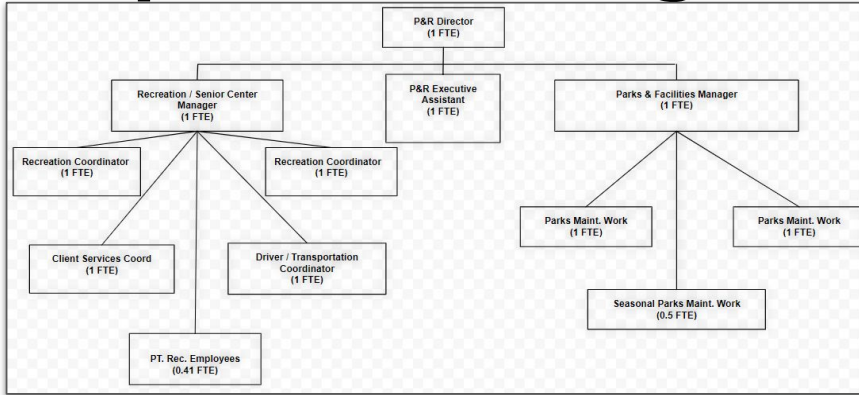 P&R Director
(1 FTE)
Recreation / Senior Center
Manager
(1 FTE)
P&R Executive
Assistant
(1 FTE)
Parks & Facilities Manager
(1 FTE)
Recreation Coordinator
(1 FTE)
Recreation Coordinator
(1 FTE)
Parks Maint. Work
(1 FTE)
Parks Maint. Work
(1 FTE)
Client Services Coord
(1 FTE)
Driver / Transportation
Coordinator
(1 FTE)
Seasonal Parks Maint. Work
(0.5 FTE)
PT. Rec. Employees
(0.41 FTE)